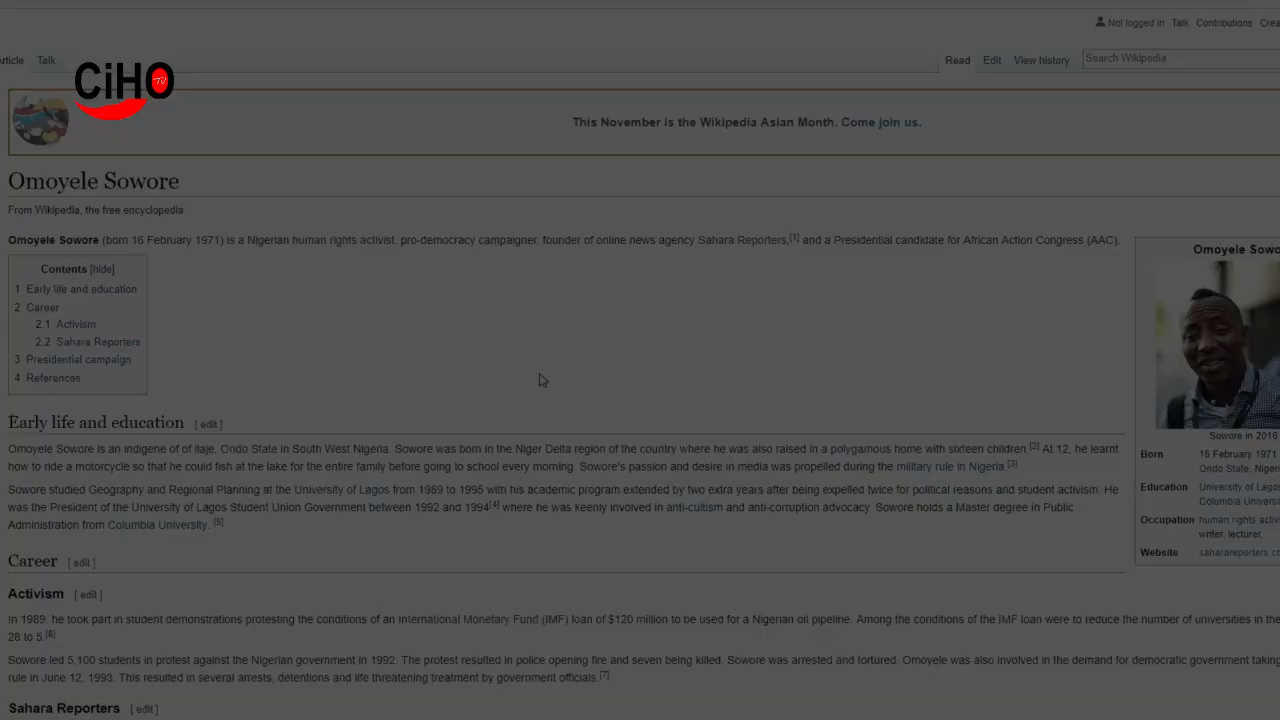 Not logged in Talk Contributions Crea
Article Talk Read Edit View history Search Wikipedia
CiHO TV
This November is the Wikipedia Asian Month. Come join us.
Omoyele Sowore
From Wikipedia, the free encyclopedia
Omoyele Sowore (born 16 February 1971) is a Nigerian human rights activist, pro-democracy campaigner, founder of online news agency Sahara Reporters,[1] and a Presidential candidate for African Action Congress (AAC).
Contents [hide]
1 Early life and education
2 Career
2.1 Activism
2.2 Sahara Reporters
3 Presidential campaign
4 References
Omoyele Sowo
Sowore in 2016
Born 16 February 1971
Ondo State, Nigeri
Education University of Lago
Columbia Universi
Occupation human rights activi
writer, lecturer,
Website saharareporters.co
Early life and education [ edit ]
Omoyele Sowore is an indigene of of Ilaje, Ondo State in South West Nigeria. Sowore was born in the Niger Delta region of the country where he was also raised in a polygamous home with sixteen children.[2] At 12, he learnt
how to ride a motorcycle so that he could fish at the lake for the entire family before going to school every morning. Sowore's passion and desire in media was propelled during the military rule in Nigeria.[3]
Sowore studied Geography and Regional Planning at the University of Lagos from 1989 to 1995 with his academic program extended by two extra years after being expelled twice for political reasons and student activism. He
was the President of the University of Lagos Student Union Government between 1992 and 1994[4] where he was keenly involved in anti-cultism and anti-corruption advocacy. Sowore holds a Master degree in Public
Administration from Columbia University. [5]
Career [ edit ]
Activism [ edit ]
In 1989, he took part in student demonstrations protesting the conditions of an International Monetary Fund (IMF) loan of $120 million to be used for a Nigerian oil pipeline. Among the conditions of the IMF loan were to reduce the number of universities in the
28 to 5.[6]
Sowore led 5,100 students in protest against the Nigerian government in 1992. The protest resulted in police opening fire and seven being killed. Sowore was arrested and tortured. Omoyele was also involved in the demand for democratic government taking
rule in June 12, 1993. This resulted in several arrests, detentions and life threatening treatment by government officials.[7]
Sahara Reporters [ edit ]